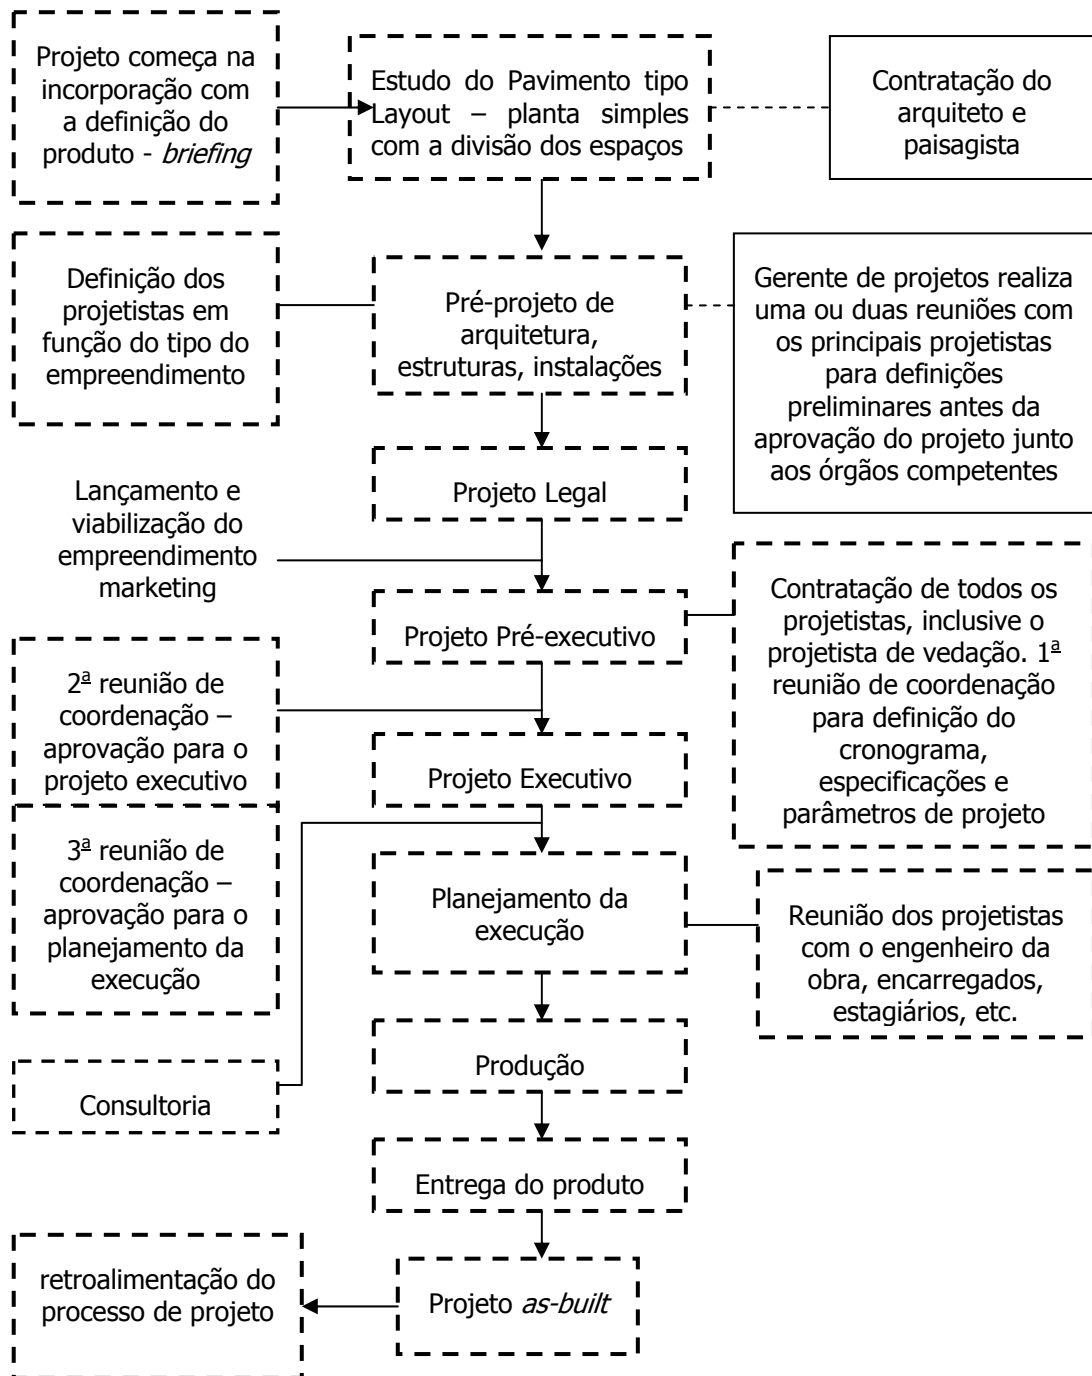 Projeto começa na
incorporação com
a definição do
produto - briefing
Estudo do Pavimento tipo
Layout – planta simples
com a divisão dos espaços
Contratação do
arquiteto e
paisagista
Definição dos
projetistas em
função do tipo do
empreendimento
Pré-projeto de
arquitetura,
estruturas, instalações
Gerente de projetos realiza
uma ou duas reuniões com
os principais projetistas
para definições
preliminares antes da
aprovação do projeto junto
aos órgãos competentes
Projeto Legal
Lançamento e
viabilização do
empreendimento
marketing
Projeto Pré-executivo
Contratação de todos os
projetistas, inclusive o
projetista de vedação. 1ª
reunião de coordenação
para definição do
cronograma,
especificações e
parâmetros de projeto
2ª reunião de
coordenação –
aprovação para o
projeto executivo
Projeto Executivo
3ª reunião de
coordenação –
aprovação para o
planejamento da
execução
Planejamento da
execução
Reunião dos projetistas
com o engenheiro da
obra, encarregados,
estagiários, etc.
Produção
Consultoria
Entrega do produto
retroalimentação do
processo de projeto
Projeto as-built